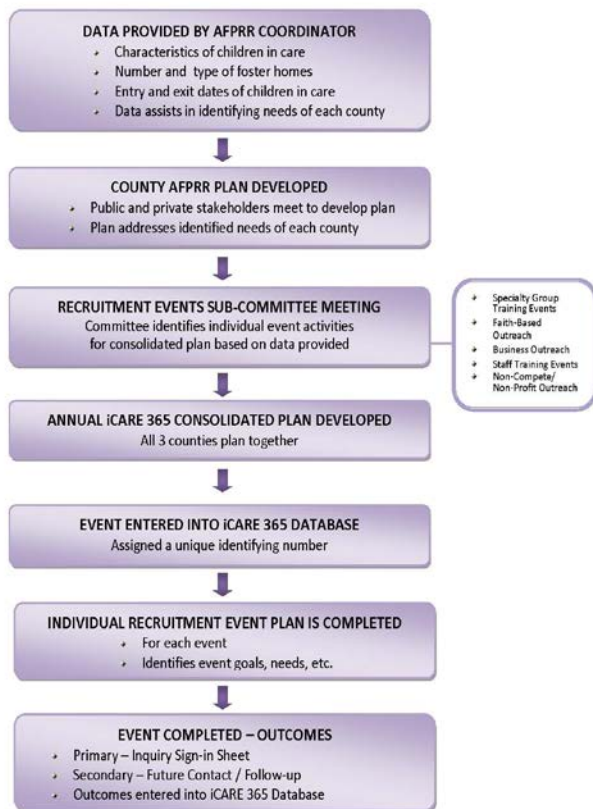 DATA PROVIDED BY AFPRR COORDINATOR
Characteristics of children in care
Number and type of foster homes
Entry and exit dates of children in care
Data assists in identifying needs of each county
COUNTY AFPRR PLAN DEVELOPED
Public and private stakeholders meet to develop plan
Plan addresses identified needs of each county
RECRUITMENT EVENTS SUB-COMMITTEE MEETING
Committee identifies individual event activities
for consolidated plan based on data provided
Specialty Group
Training Events
Faith-Based
Outreach
Business Outreach
Staff Training Events
Non-Compete/
Non-Profit Outreach
ANNUAL iCARE 365 CONSOLIDATED PLAN DEVELOPED
All 3 counties plan together
EVENT ENTERED INTO iCARE 365 DATABASE
Assigned a unique identifying number
INDIVIDUAL RECRUITMENT EVENT PLAN IS COMPLETED
For each event
Identifies event goals, needs, etc.
EVENT COMPLETED – OUTCOMES
Primary – Inquiry Sign-in Sheet
Secondary – Future Contact / Follow-up
Outcomes entered into iCARE 365 Database